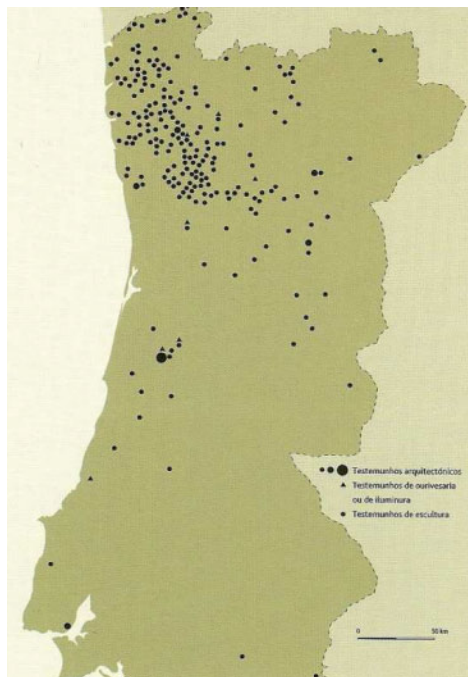 Testemunhos arquitectónicos
Testemunhos de ourivesaria
ou de iluminura
Testemunhos de escultura
0 50 km